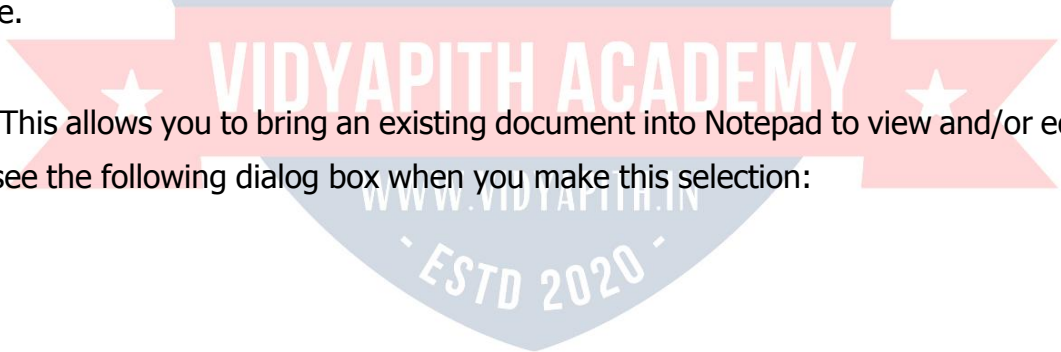 e.
VIDYAPITH ACADEMY
This allows you to bring an existing document into Notepad to view and/or e
see the following dialog box when you make this selection:
WWW.VIDYAPITH.IN
- ESTD 2020 -